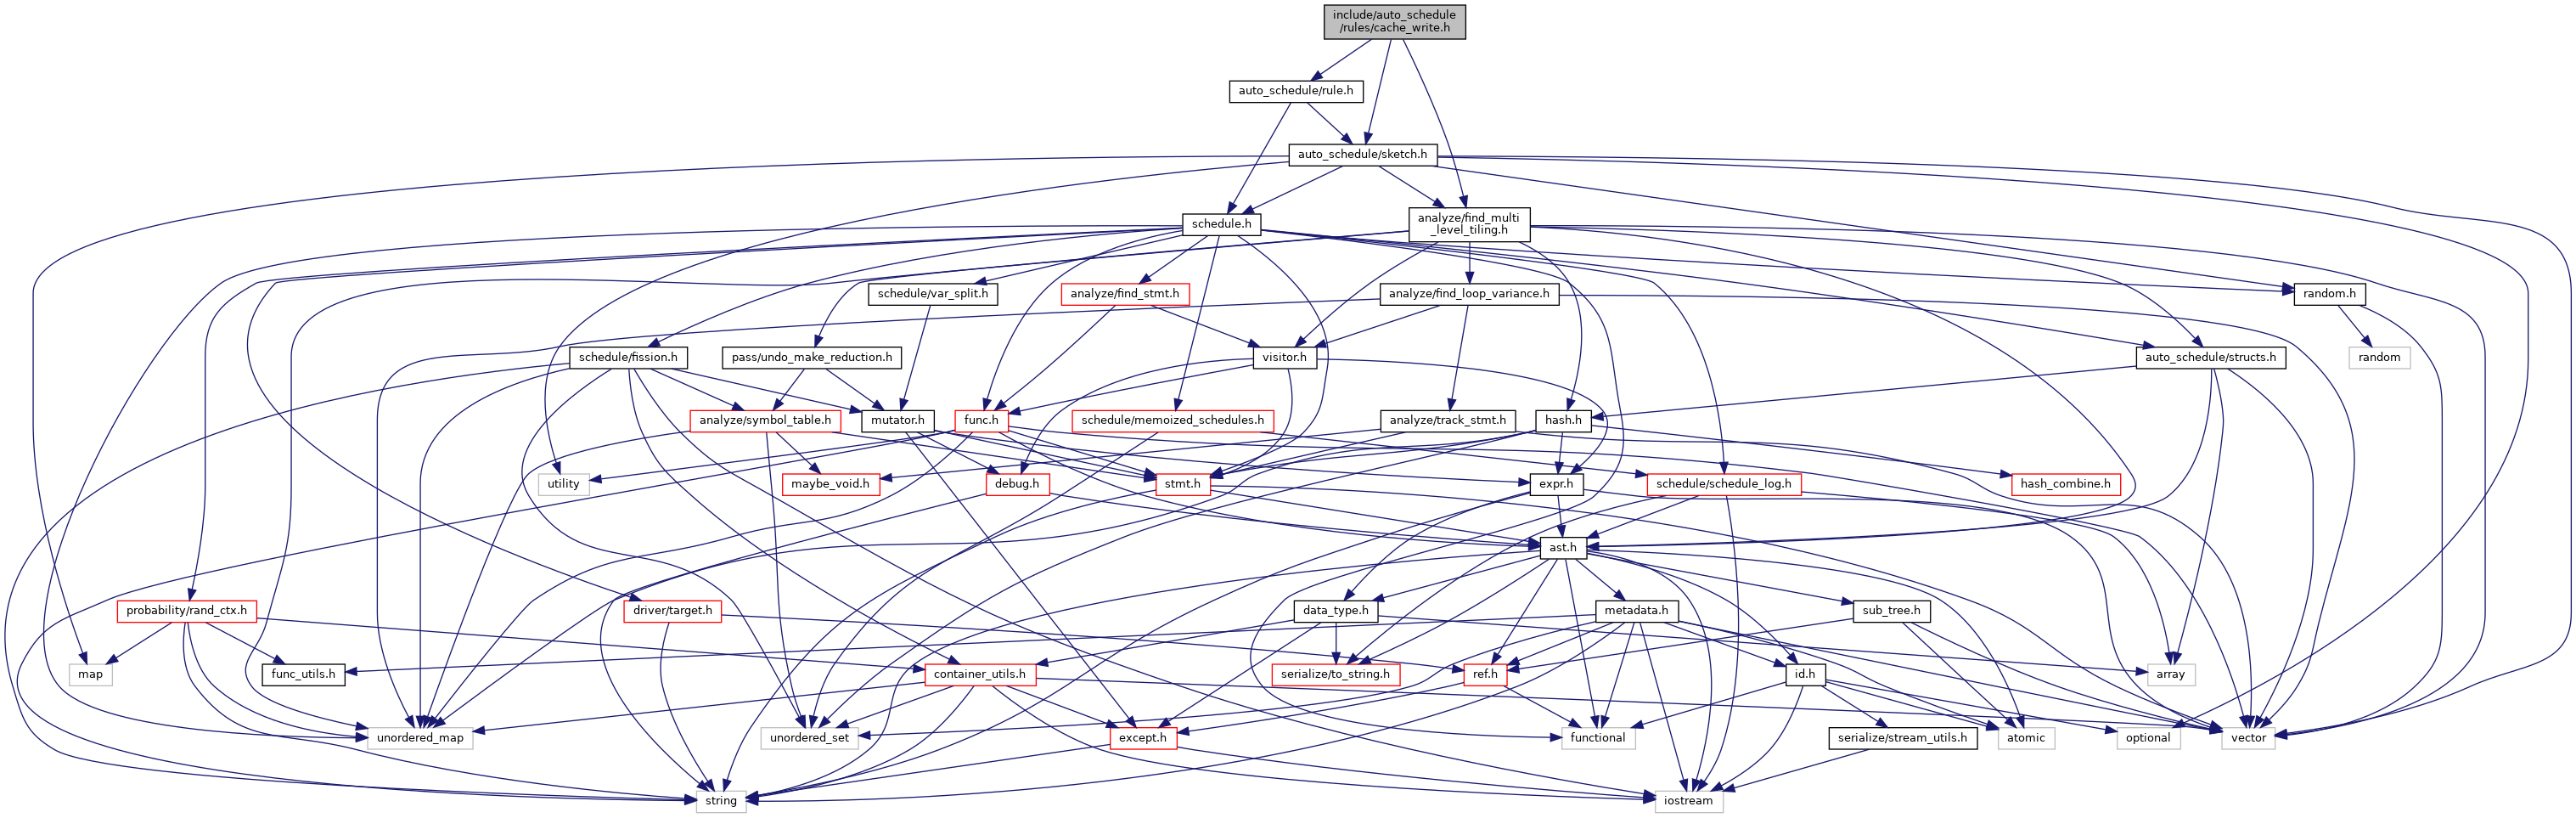 include/auto_schedule
/rules/cache_write.h
auto_schedule/rule.h
auto_schedule/sketch.h
schedule.h
analyze/find_multi
_level_tiling.h
schedule/var_split.h
analyze/find_stmt.h
analyze/find_loop_variance.h
random.h
schedule/fission.h
pass/undo_make_reduction.h
visitor.h
auto_schedule/structs.h
random
analyze/symbol_table.h
mutator.h
func.h
schedule/memoized_schedules.h
analyze/track_stmt.h
hash.h
utility
maybe_void.h
debug.h
stmt.h
expr.h
schedule/schedule_log.h
hash_combine.h
ast.h
probability/rand_ctx.h
driver/target.h
data_type.h
metadata.h
sub_tree.h
map
func_utils.h
container_utils.h
serialize/to_string.h
ref.h
id.h
array
unordered_map
unordered_set
except.h
functional
serialize/stream_utils.h
atomic
optional
vector
string
iostream